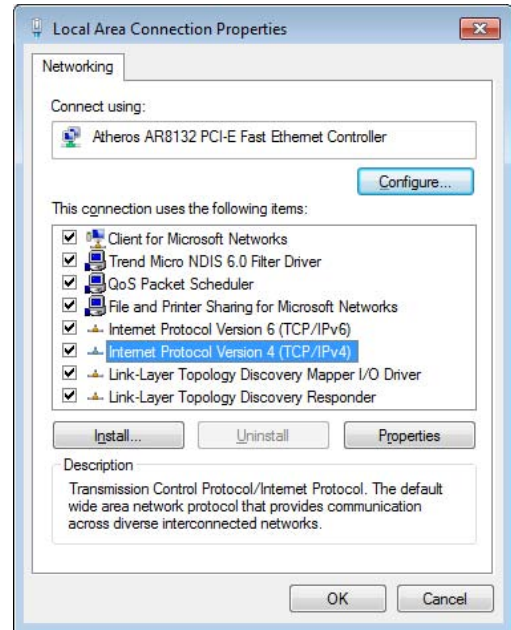 Local Area Connection Properties
Networking
Connect using:
Atheros AR8132 PCI-E Fast Ethernet Controller
Configure...
This connection uses the following items:
Client for Microsoft Networks
Trend Micro NDIS 6.0 Filter Driver
QoS Packet Scheduler
File and Printer Sharing for Microsoft Networks
Internet Protocol Version 6 (TCP/IPv6)
Internet Protocol Version 4 (TCP/IPv4)
Link-Layer Topology Discovery Mapper I/O Driver
Link-Layer Topology Discovery Responder
Install... Uninstall Properties
Description
Transmission Control Protocol/Internet Protocol. The default
wide area network protocol that provides communication
across diverse interconnected networks.
OK Cancel